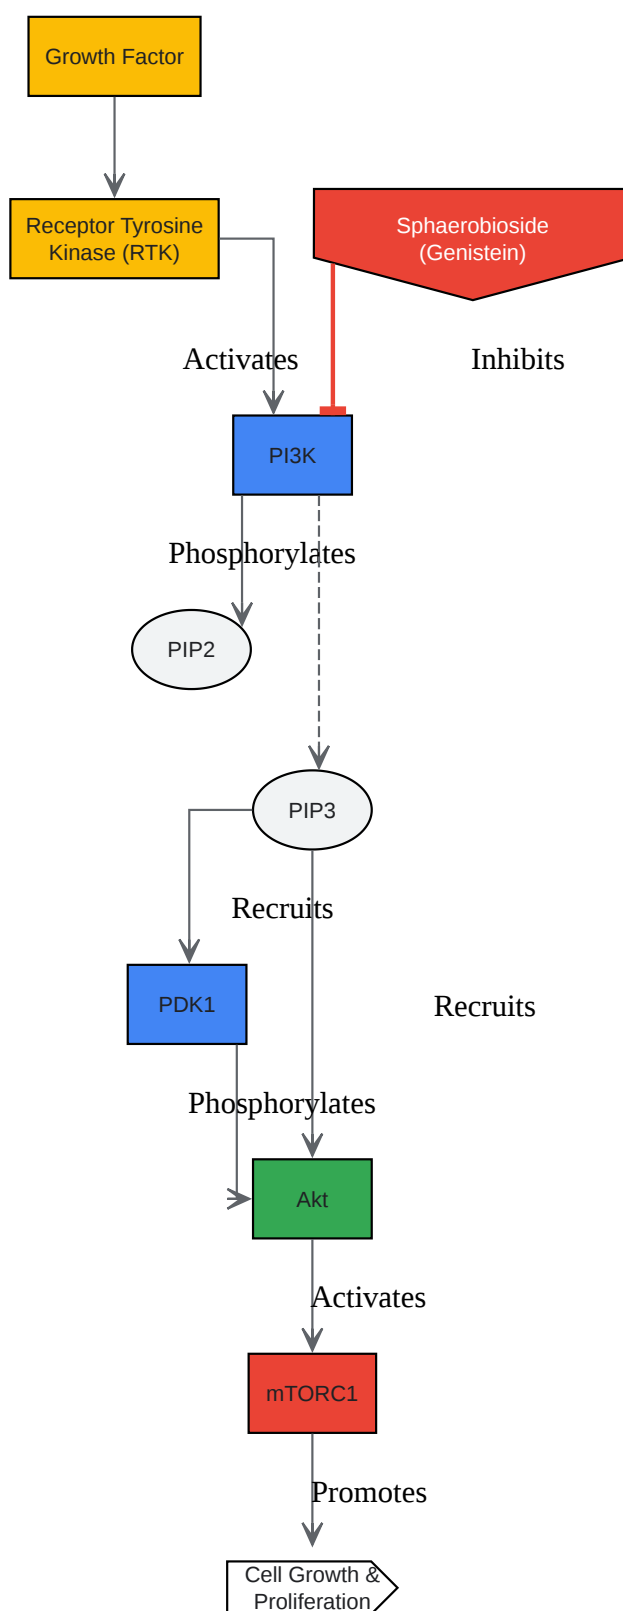 Growth Factor
Receptor Tyrosine
Kinase (RTK)
Sphaerobioside
(Genistein)
Activates
Inhibits
PI3K
Phosphorylates
PIP2
PIP3
Recruits
PDK1
Recruits
Phosphorylates
Akt
Activates
mTORC1
Promotes
Cell Growth &
Proliferation